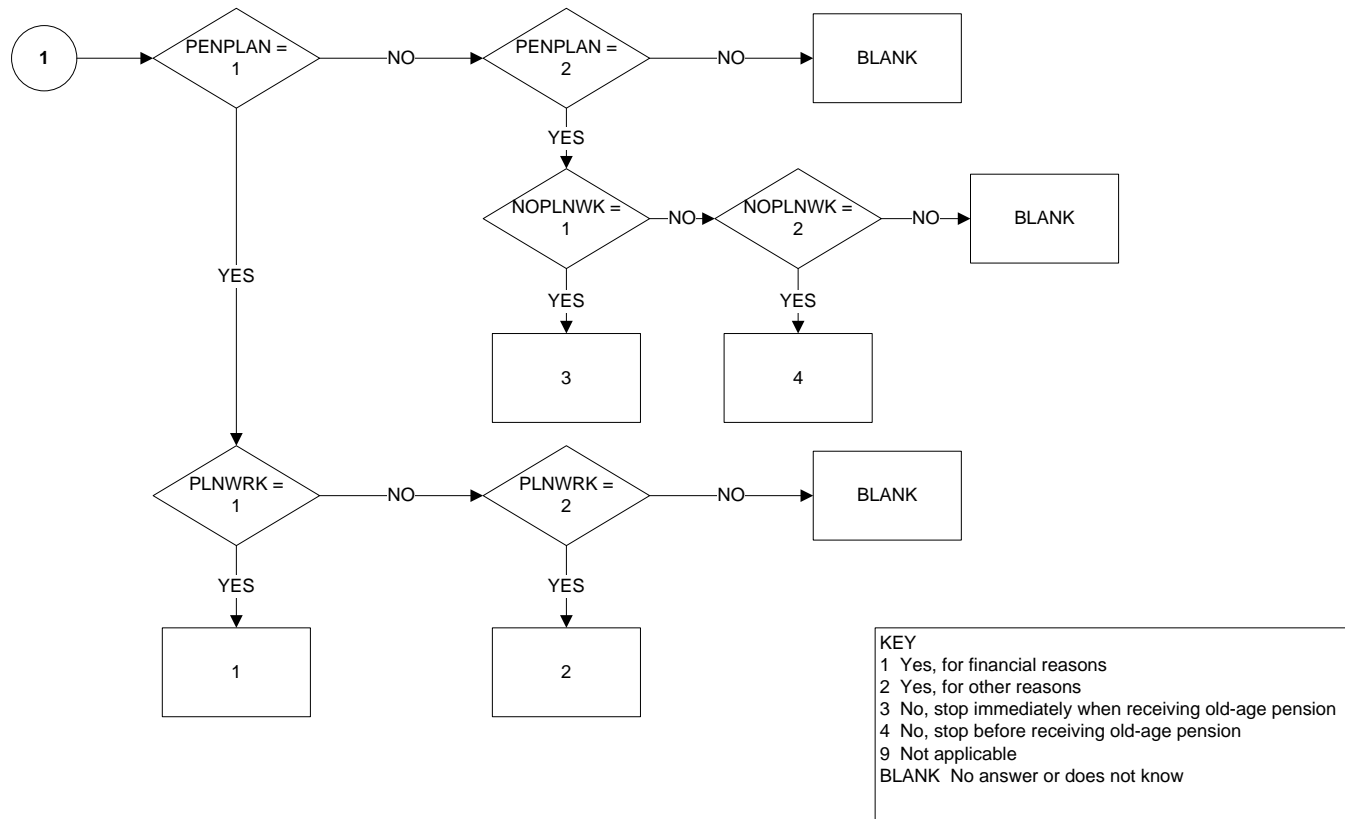 1
PENPLAN =
1
NO
PENPLAN =
2
NO
BLANK
YES
NOPLNWK =
1
NO
NOPLNWK =
2
NO
BLANK
YES
YES
YES
3
4
PLNWRK =
1
NO
PLNWRK =
2
NO
BLANK
YES
YES
1
2
KEY
1 Yes, for financial reasons
2 Yes, for other reasons
3 No, stop immediately when receiving old-age pension
4 No, stop before receiving old-age pension
9 Not applicable
BLANK No answer or does not know